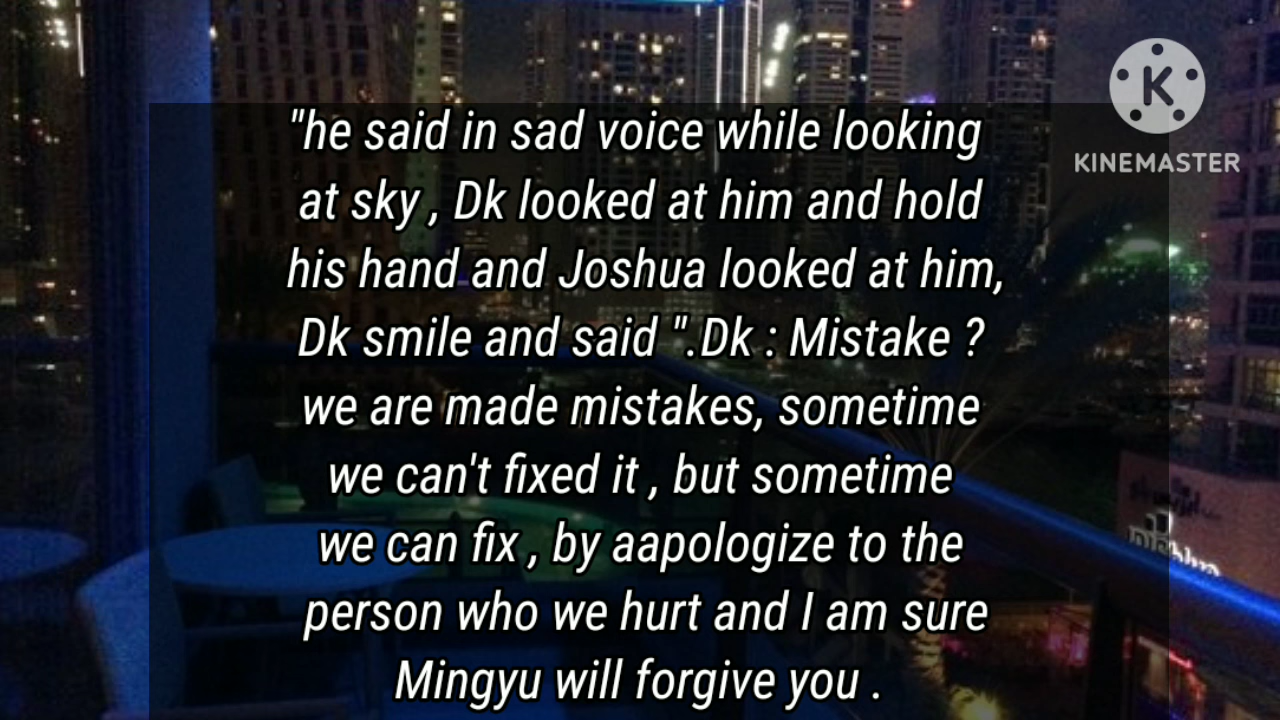 "he said in sad voice while looking
at sky , Dk looked at him and hold
his hand and Joshua looked at him,
Dk smile and said ".Dk : Mistake ?
we are made mistakes, sometime
we can't fixed it , but sometime
we can fix , by aapologize to the
person who we hurt and I am sure
Mingyu will forgive you .
K
KINEMASTER